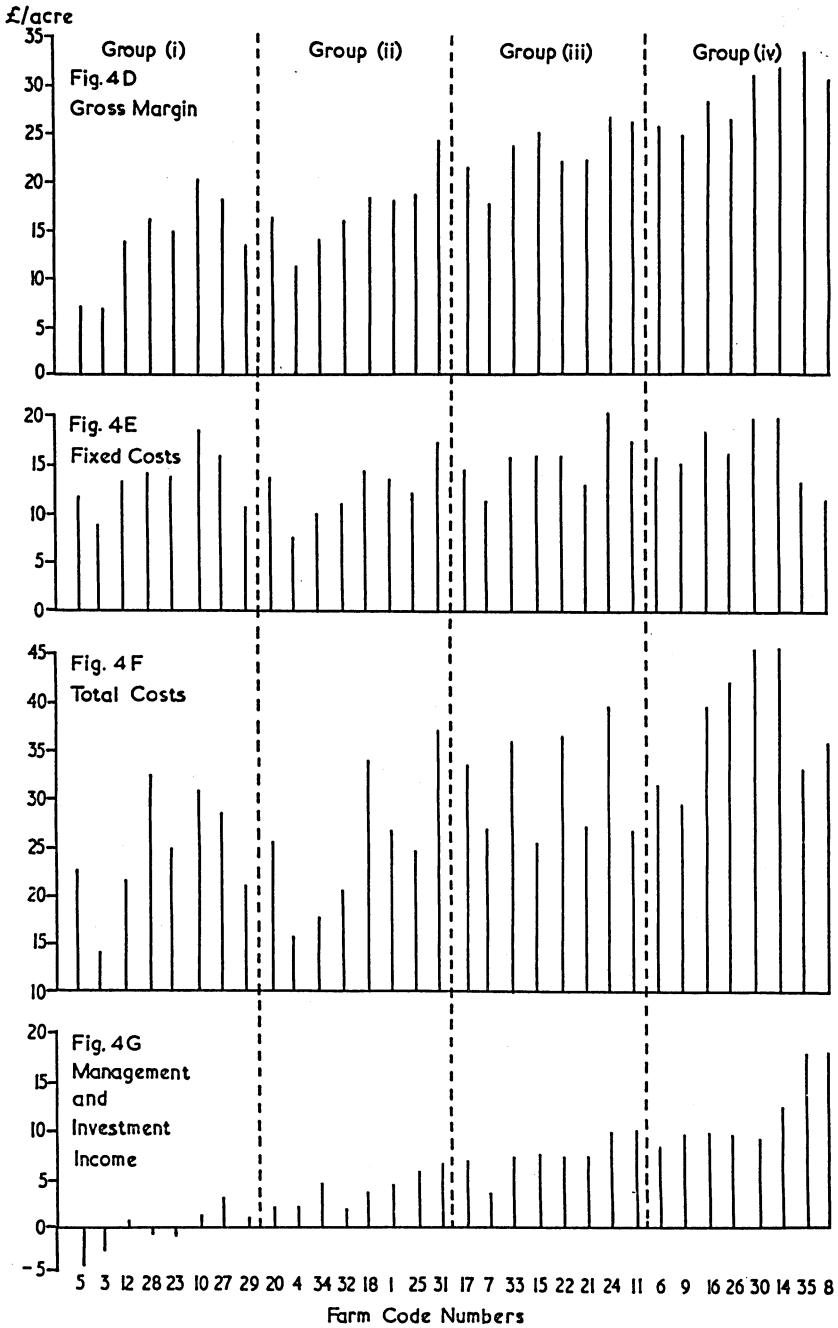 £/acre
Group (i) Group (ii) Group (iii) Group (iv)
Fig. 4D
Gross Margin
35
30
25
20
15
10
5
0
Fig. 4E
Fixed Costs
20
15
10
5
0
Fig. 4F
Total Costs
45
40
35
30
25
20
15
10
Fig. 4G
Management
and
Investment
Income
20
15
10
5
0
-5
5 3 12 28 23 10 27 29 20 4 34 32 18 1 25 31 17 7 33 15 22 21 24 11 6 9 16 26 30 14 35 8
Farm Code Numbers